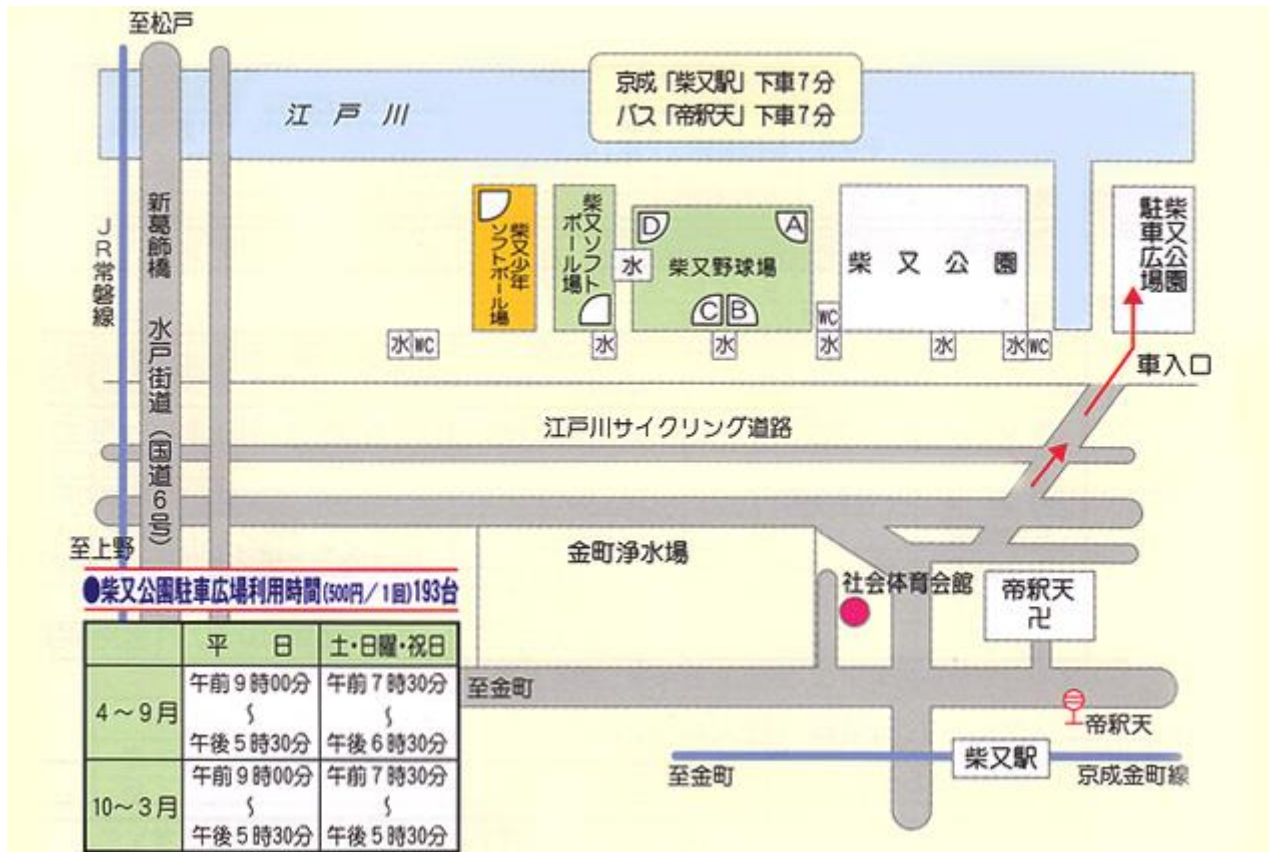 至松戸
京成「柴又駅」下車7分
バス「帝釈天」下車7分
江戸川
JR常磐線
新葛飾橋 水戸街道(国道6号)
柴又少年
ソフトボール場
柴又ソフト
ボール場
D
A
水
柴又野球場
C B
柴又公園
柴又公園
駐車広場
水 WC
水
水
WC
水
水
水 WC
車入口
江戸川サイクリング道路
至上野
金町浄水場
社会体育会館
帝釈天
卍
●柴又公園駐車広場利用時間(500円/1回)193台
平日 土・日曜・祝日
4~9月
午前9時00分 午前7時30分
~ ~
午後5時30分 午後6時30分
10~3月
午前9時00分 午前7時30分
~ ~
午後5時30分 午後5時30分
至金町
帝釈天
至金町
柴又駅
京成金町線